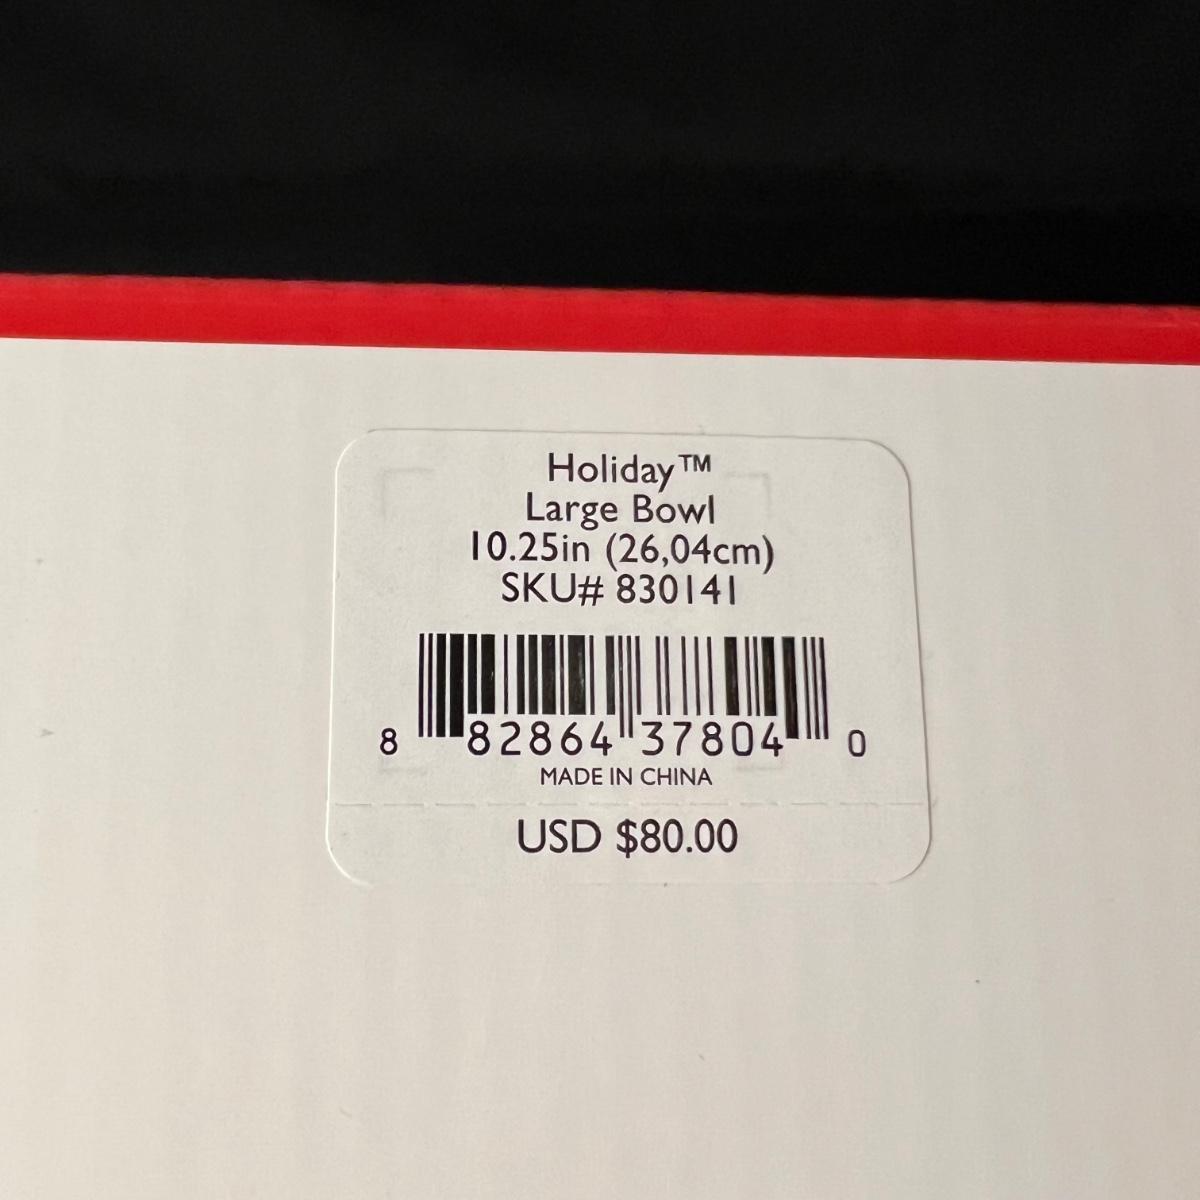 Holiday™
Large Bowl
10.25in (26,04cm)
SKU# 830141
8 82864 37804 0
MADE IN CHINA
USD $80.00